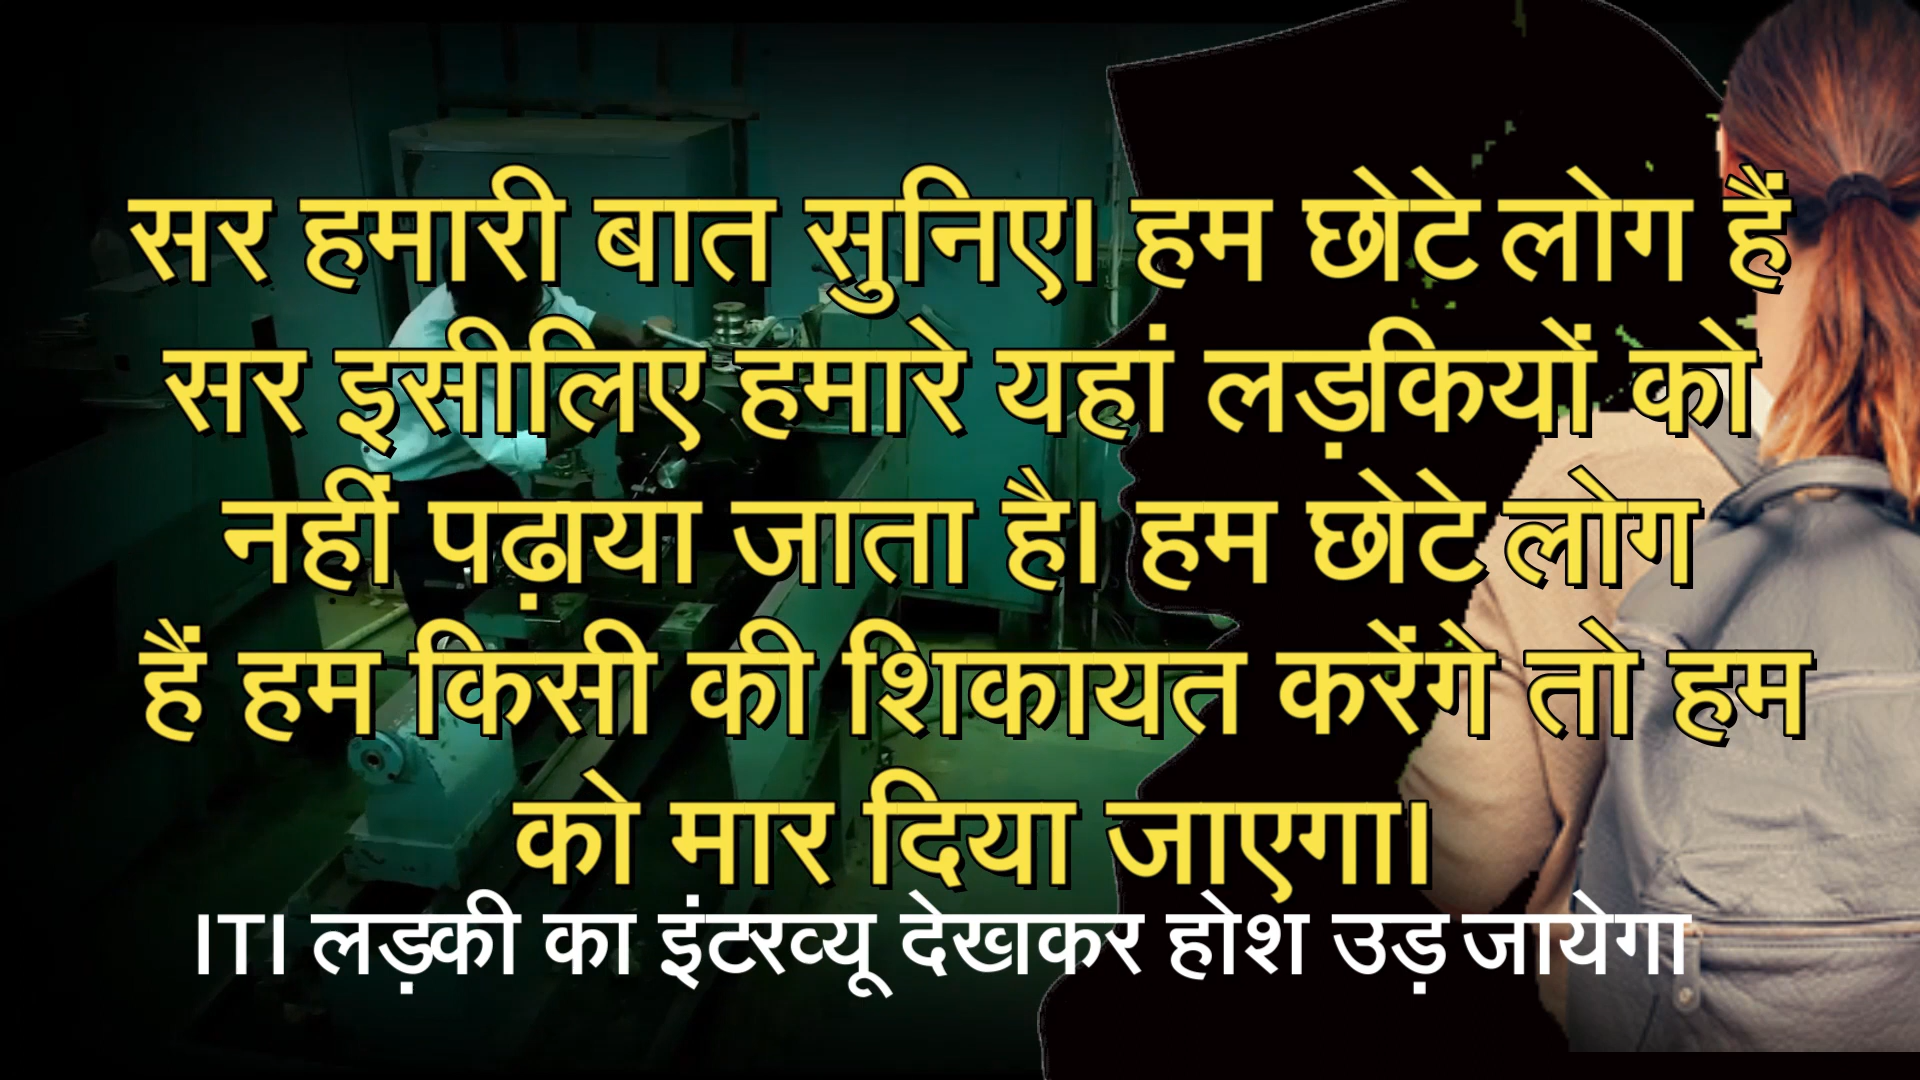 सर हमारी बात सुनिए। हम छोटे लोग हैं
सर इसीलिए हमारे यहां लड़कियों को
नहीं पढ़ाया जाता है। हम छोटे लोग
हैं हम किसी की शिकायत करेंगे तो हम
को मार दिया जाएगा।
ITI लड़की का इंटरव्यू देखकर होश उड़ जायेगा